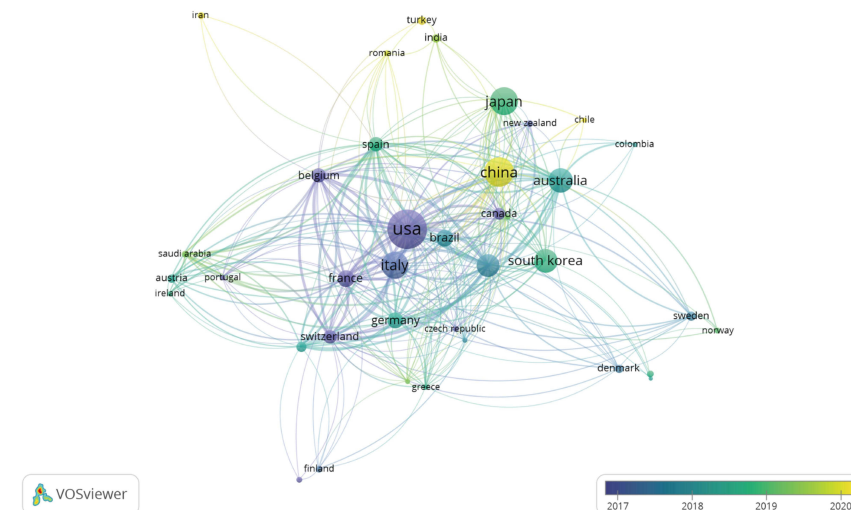 iran
turkey
india
romania
japan
new zealand
chile
spain
colombia
belgium
china
australia
canada
usa
brazil
saudi arabia
south korea
italy
austria
portugal
france
ireland
sweden
germany
czech republic
norway
switzerland
denmark
greece
finland
VOSviewer
2017 2018 2019 2020